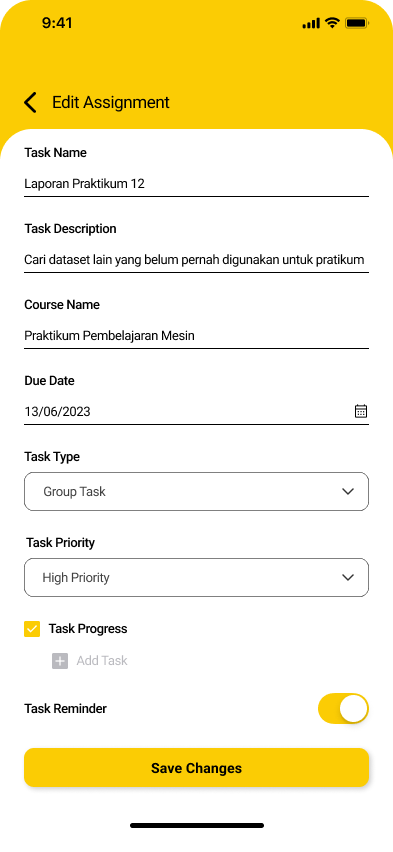 9:41
Edit Assignment
Task Name
Laporan Praktikum 12
Task Description
Cari dataset lain yang belum pernah digunakan untuk pratikum
Course Name
Praktikum Pembelajaran Mesin
Due Date
13/06/2023
Task Type
Group Task
Task Priority
High Priority
Task Progress
Add Task
Task Reminder
Save Changes